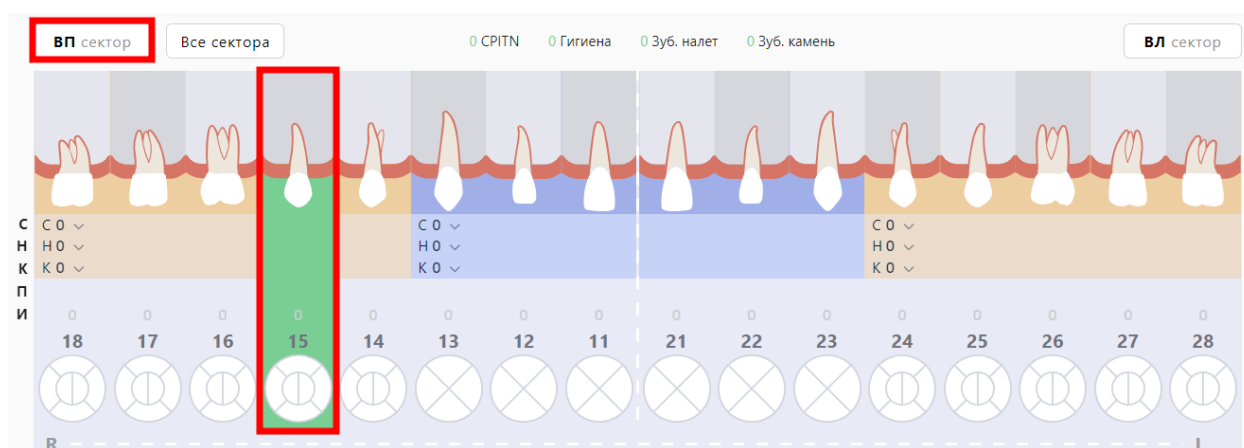 ВП сектор Все сектора 0 CPITN 0 Гигиена 0 Зуб. налет 0 Зуб. камень ВЛ сектор
С С 0 С 0 С 0
Н Н 0 Н 0 Н 0
К К 0 К 0 К 0
П
И 0 0 0 0 0 0 0 0 0 0 0 0 0 0 0 0
18 17 16 15 14 13 12 11 21 22 23 24 25 26 27 28
R L